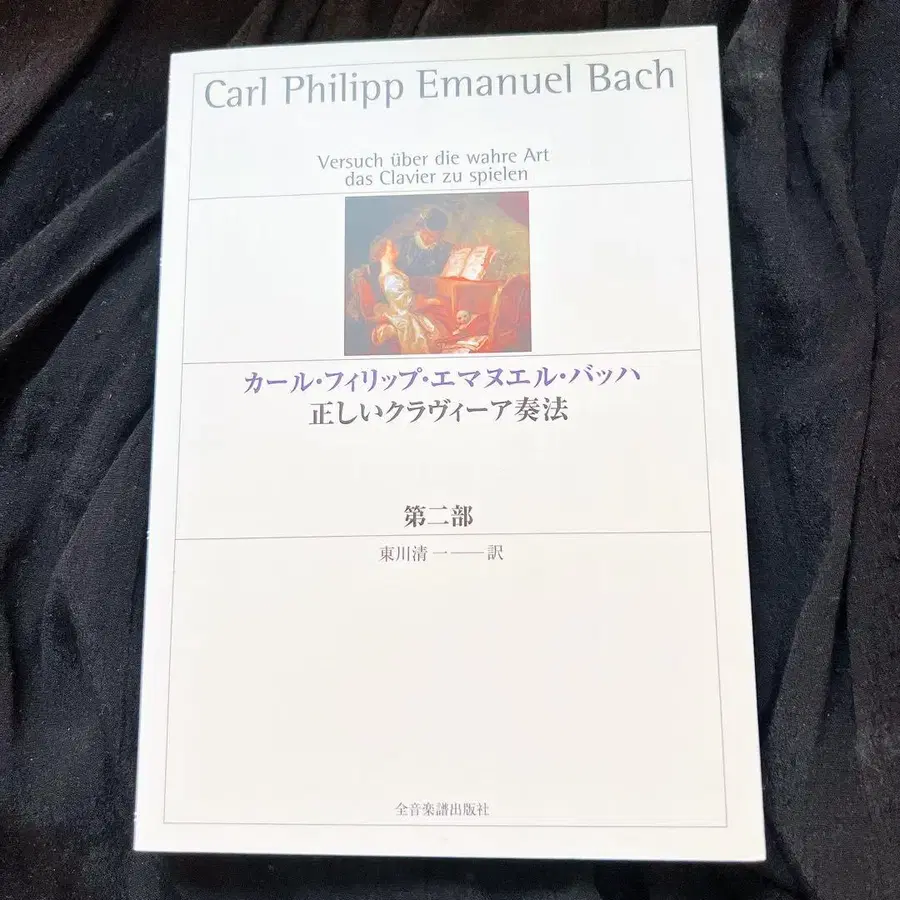 Carl Philipp Emanuel Bach
Versuch über die wahre Art
das Clavier zu spielen
カール・フィリップ・エマヌエル・バッハ
正しいクラヴィーア奏法
第二部
東川清一――訳
全音楽譜出版社